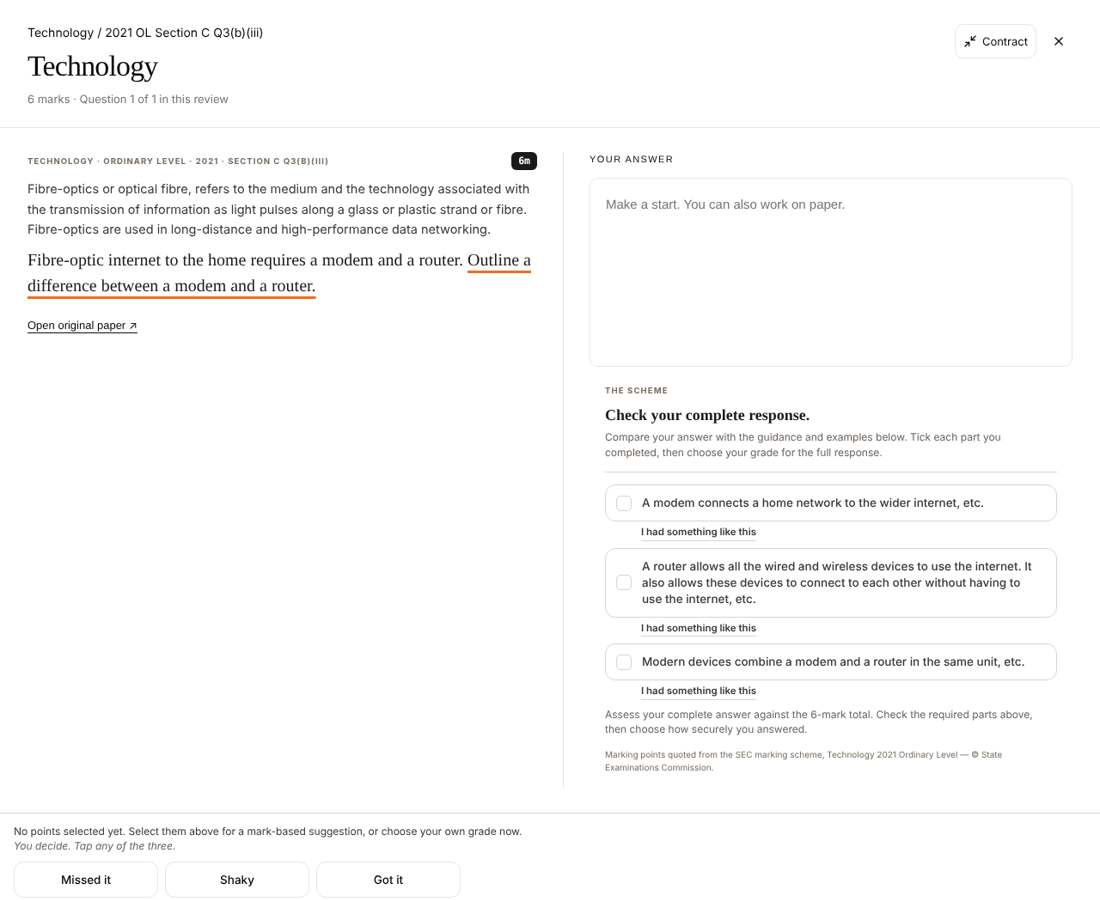 Technology / 2021 OL Section C Q3(b)(iii)
Technology
6 marks · Question 1 of 1 in this review
Contract
TECHNOLOGY · ORDINARY LEVEL · 2021 · SECTION C Q3(B)(III)
6m
Fibre-optics or optical fibre, refers to the medium and the technology associated with
the transmission of information as light pulses along a glass or plastic strand or fibre.
Fibre-optics are used in long-distance and high-performance data networking.
Fibre-optic internet to the home requires a modem and a router. Outline a
difference between a modem and a router.
Open original paper ↗
YOUR ANSWER
Make a start. You can also work on paper.
THE SCHEME
Check your complete response.
Compare your answer with the guidance and examples below. Tick each part you
completed, then choose your grade for the full response.
A modem connects a home network to the wider internet, etc.
I had something like this
A router allows all the wired and wireless devices to use the internet. It
also allows these devices to connect to each other without having to
use the internet, etc.
I had something like this
Modern devices combine a modem and a router in the same unit, etc.
I had something like this
Assess your complete answer against the 6-mark total. Check the required parts above,
then choose how securely you answered.
Marking points quoted from the SEC marking scheme, Technology 2021 Ordinary Level — © State
Examinations Commission.
No points selected yet. Select them above for a mark-based suggestion, or choose your own grade now.
You decide. Tap any of the three.
Missed it
Shaky
Got it